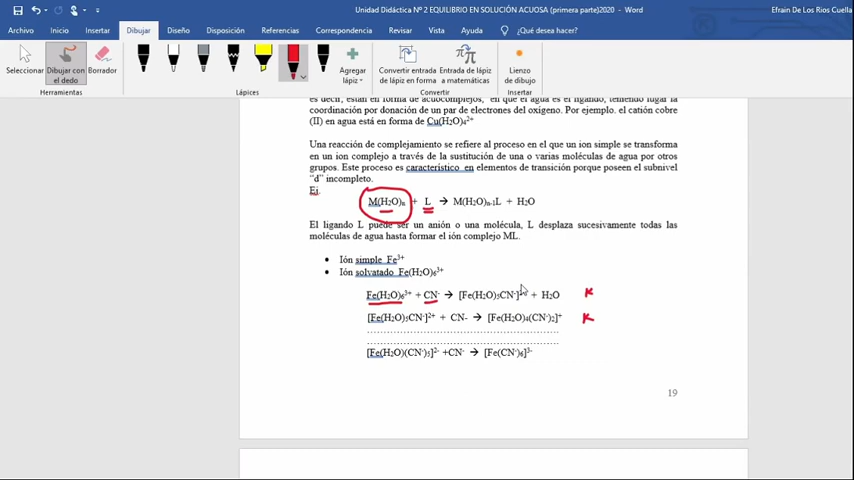 Unidad Didáctica Nº 2 EQUILIBRIO EN SOLUCIÓN ACUOSA (primera parte)2020 - Word
Efrain De Los Rios Cuella
Archivo Inicio Insertar Dibujar Diseño Disposición Referencias Correspondencia Revisar Vista Ayuda ¿Qué desea hacer?
Seleccionar
Dibujar con el dedo
Borrador
Agregar lápiz
Convertir entrada de lápiz en forma
Entrada de lápiz a matemáticas
Lienzo de dibujo
Herramientas Lápices Convertir Insertar
es decir, están en forma de acuocomplejos, en que el agua es el ligando, teniendo lugar la
coordinación por donación de un par de electrones del oxígeno. Por ejemplo. el catión cobre
(II) en agua está en forma de Cu(H2O)₄²⁺
Una reacción de complejamiento se refiere al proceso en el que un ion simple se transforma
en un ion complejo a través de la sustitución de una o varias moléculas de agua por otros
grupos. Este proceso es característico en elementos de transición porque poseen el subnivel
“d” incompleto.
Ej
M(H2O)ₙ + L → M(H2O)ₙ₋₁L + H2O
El ligando L puede ser un anión o una molécula, L desplaza sucesivamente todas las
moléculas de agua hasta formar el ión complejo ML.
• Ión simple Fe³⁺
• Ión solvatado Fe(H2O)₆³⁺
Fe(H2O)₆³⁺ + CN⁻ → [Fe(H2O)₅CN⁻] + H2O K
[Fe(H2O)₅CN⁻]²⁺ + CN- → [Fe(H2O)₄(CN⁻)₂]⁺ K
[Fe(H2O)(CN⁻)₅]²⁻ +CN⁻ → [Fe(CN⁻)₆]³⁻
19